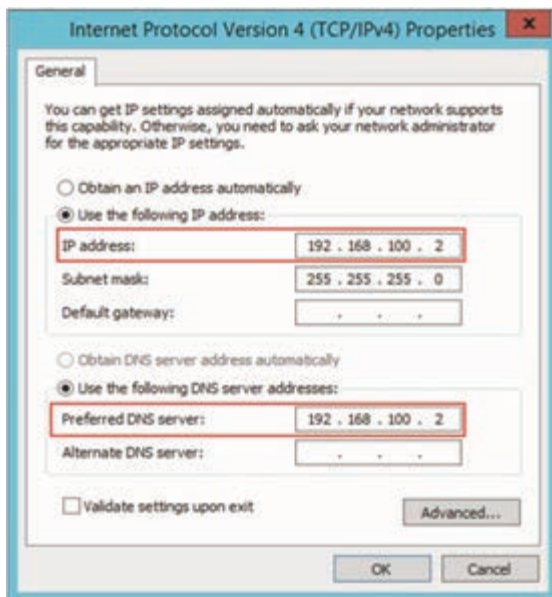 Internet Protocol Version 4 (TCP/IPv4) Properties
x
General
You can get IP settings assigned automatically if your network supports
this capability. Otherwise, you need to ask your network administrator
for the appropriate IP settings.
Obtain an IP address automatically
Use the following IP address:
IP address: 192 . 168 . 100 . 2
Subnet mask: 255 . 255 . 255 . 0
Default gateway: . . .
Obtain DNS server address automatically
Use the following DNS server addresses:
Preferred DNS server: 192 . 168 . 100 . 2
Alternate DNS server: . . .
Validate settings upon exit
Advanced...
OK Cancel